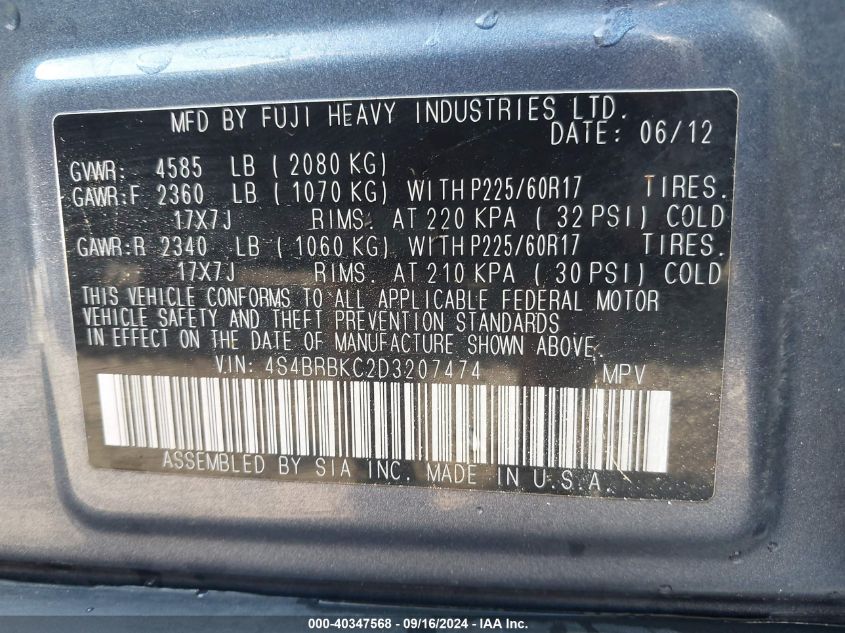 MFD BY FUJI HEAVY INDUSTRIES LTD.
DATE: 06/12
GVWR: 4585 LB ( 2080 KG)
GAWR:F 2360 LB ( 1070 KG) WITH P225/60R17 TIRES.
17X7J RIMS. AT 220 KPA ( 32 PSI) COLD
GAWR:R 2340 LB ( 1060 KG) WITH P225/60R17 TIRES.
17X7J RIMS. AT 210 KPA ( 30 PSI) COLD
THIS VEHICLE CONFORMS TO ALL APPLICABLE FEDERAL MOTOR
VEHICLE SAFETY AND THEFT PREVENTION STANDARDS
IN EFFECT ON THE DATE OF MANUFACTURE SHOWN ABOVE.
VIN: 4S4BRBKC2D3207474 MPV
ASSEMBLED BY SIA INC. MADE IN U.S.A.
000-40347568 - 09/16/2024 - IAAI Inc.